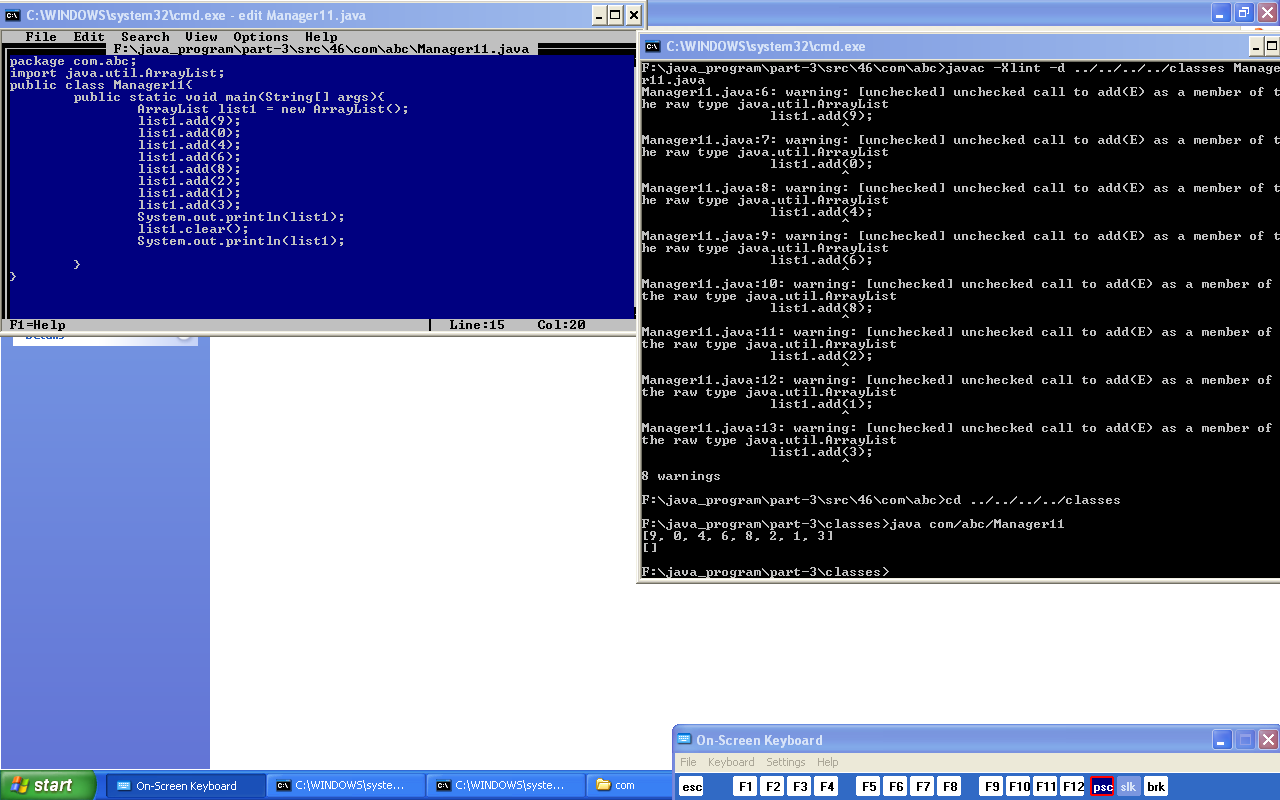 C:\WINDOWS\system32\cmd.exe - edit Manager11.java
File Edit Search View Options Help
F:\java_program\part-3\src\46\com\abc\Manager11.java
package com.abc;
import java.util.ArrayList;
public class Manager11{
public static void main(String[] args){
ArrayList list1 = new ArrayList();
list1.add(9);
list1.add(0);
list1.add(4);
list1.add(6);
list1.add(8);
list1.add(2);
list1.add(1);
list1.add(3);
System.out.println(list1);
list1.clear();
System.out.println(list1);
}
}
F1=Help Line:15 Col:20
Details
C:\WINDOWS\system32\cmd.exe
F:\java_program\part-3\src\46\com\abc>javac -Xlint -d ../../../../classes Manage
r11.java
Manager11.java:6: warning: [unchecked] unchecked call to add(E) as a member of t
he raw type java.util.ArrayList
list1.add(9);
^
Manager11.java:7: warning: [unchecked] unchecked call to add(E) as a member of t
he raw type java.util.ArrayList
list1.add(0);
^
Manager11.java:8: warning: [unchecked] unchecked call to add(E) as a member of t
he raw type java.util.ArrayList
list1.add(4);
^
Manager11.java:9: warning: [unchecked] unchecked call to add(E) as a member of t
he raw type java.util.ArrayList
list1.add(6);
^
Manager11.java:10: warning: [unchecked] unchecked call to add(E) as a member of
the raw type java.util.ArrayList
list1.add(8);
^
Manager11.java:11: warning: [unchecked] unchecked call to add(E) as a member of
the raw type java.util.ArrayList
list1.add(2);
^
Manager11.java:12: warning: [unchecked] unchecked call to add(E) as a member of
the raw type java.util.ArrayList
list1.add(1);
^
Manager11.java:13: warning: [unchecked] unchecked call to add(E) as a member of
the raw type java.util.ArrayList
list1.add(3);
^
8 warnings
F:\java_program\part-3\src\46\com\abc>cd ../../../../classes
F:\java_program\part-3\classes>java com/abc/Manager11
[9, 0, 4, 6, 8, 2, 1, 3]
[]
F:\java_program\part-3\classes>
On-Screen Keyboard
File Keyboard Settings Help
esc F1 F2 F3 F4 F5 F6 F7 F8 F9 F10 F11 F12 psc slk brk
start On-Screen Keyboard C:\WINDOWS\syste... C:\WINDOWS\syste... com